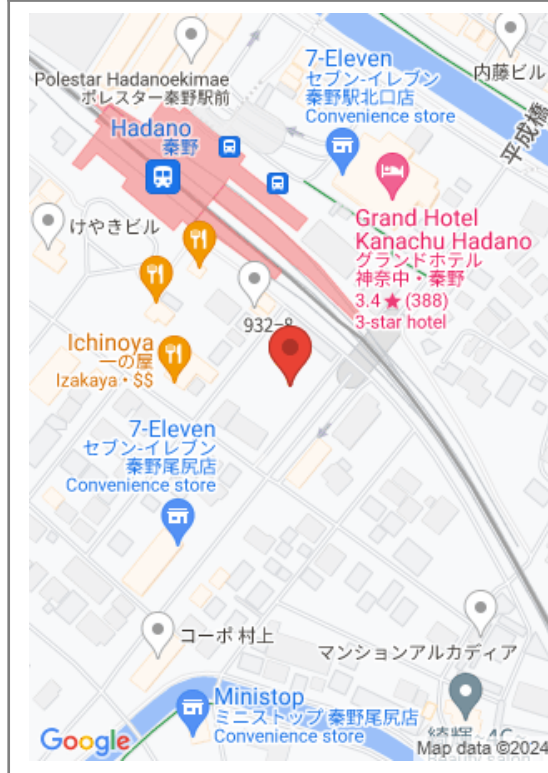 Polestar Hadanoekimae
ポレスター秦野駅前
7-Eleven
セブン-イレブン
秦野駅北口店
Convenience store
内藤ビル
平成橋
Hadano
秦野
けやきビル
Grand Hotel
Kanachu Hadano
グランドホテル
神奈中・秦野
3.4★(388)
3-star hotel
932-8
Ichinoya
一の屋
Izakaya・$$
7-Eleven
セブン-イレブン
秦野尾尻店
Convenience store
コーポ 村上
マンションアルカディア
Ministop
ミニストップ 秦野尾尻店
Convenience store
Google
Map data ©2024